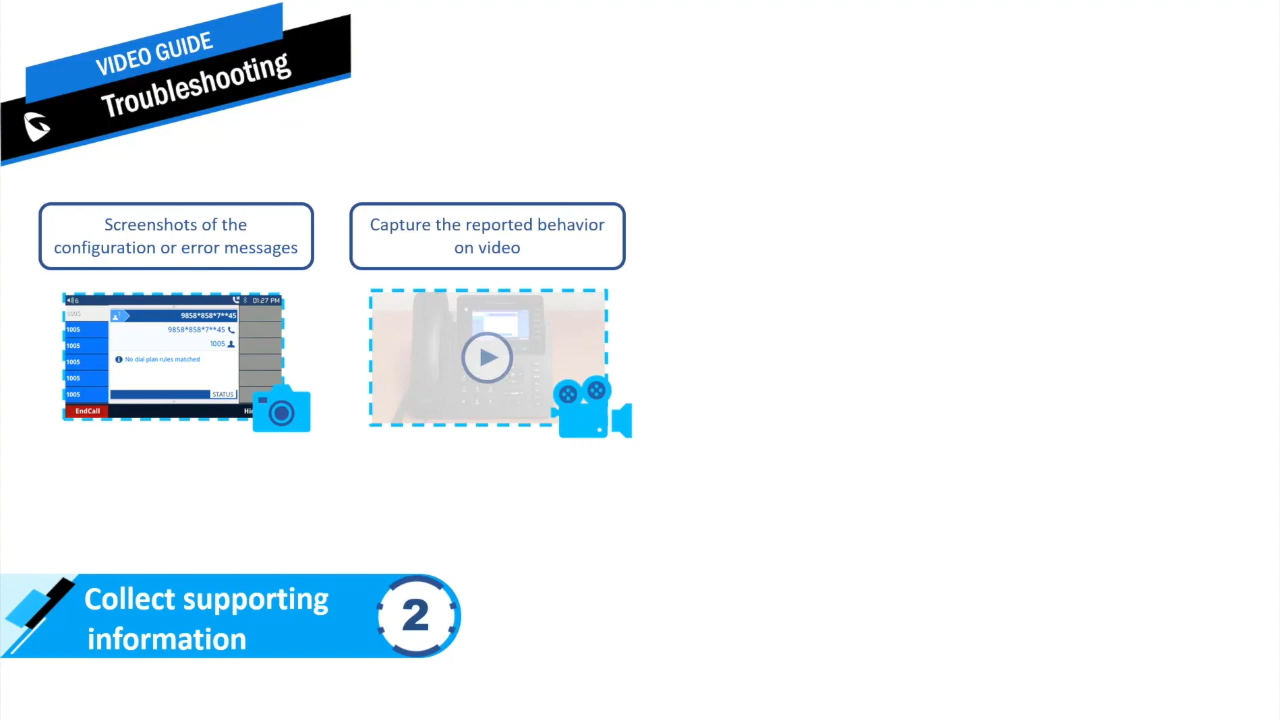 VIDEO GUIDE
Troubleshooting
Screenshots of the
configuration or error messages
Capture the reported behavior
on video
01:27 PM
9858*858*7**45
1005
9858*858*7**45
1005
1005
1005
No dial plan rules matched
1005
1005
STATUS
EndCall
Collect supporting
information
2